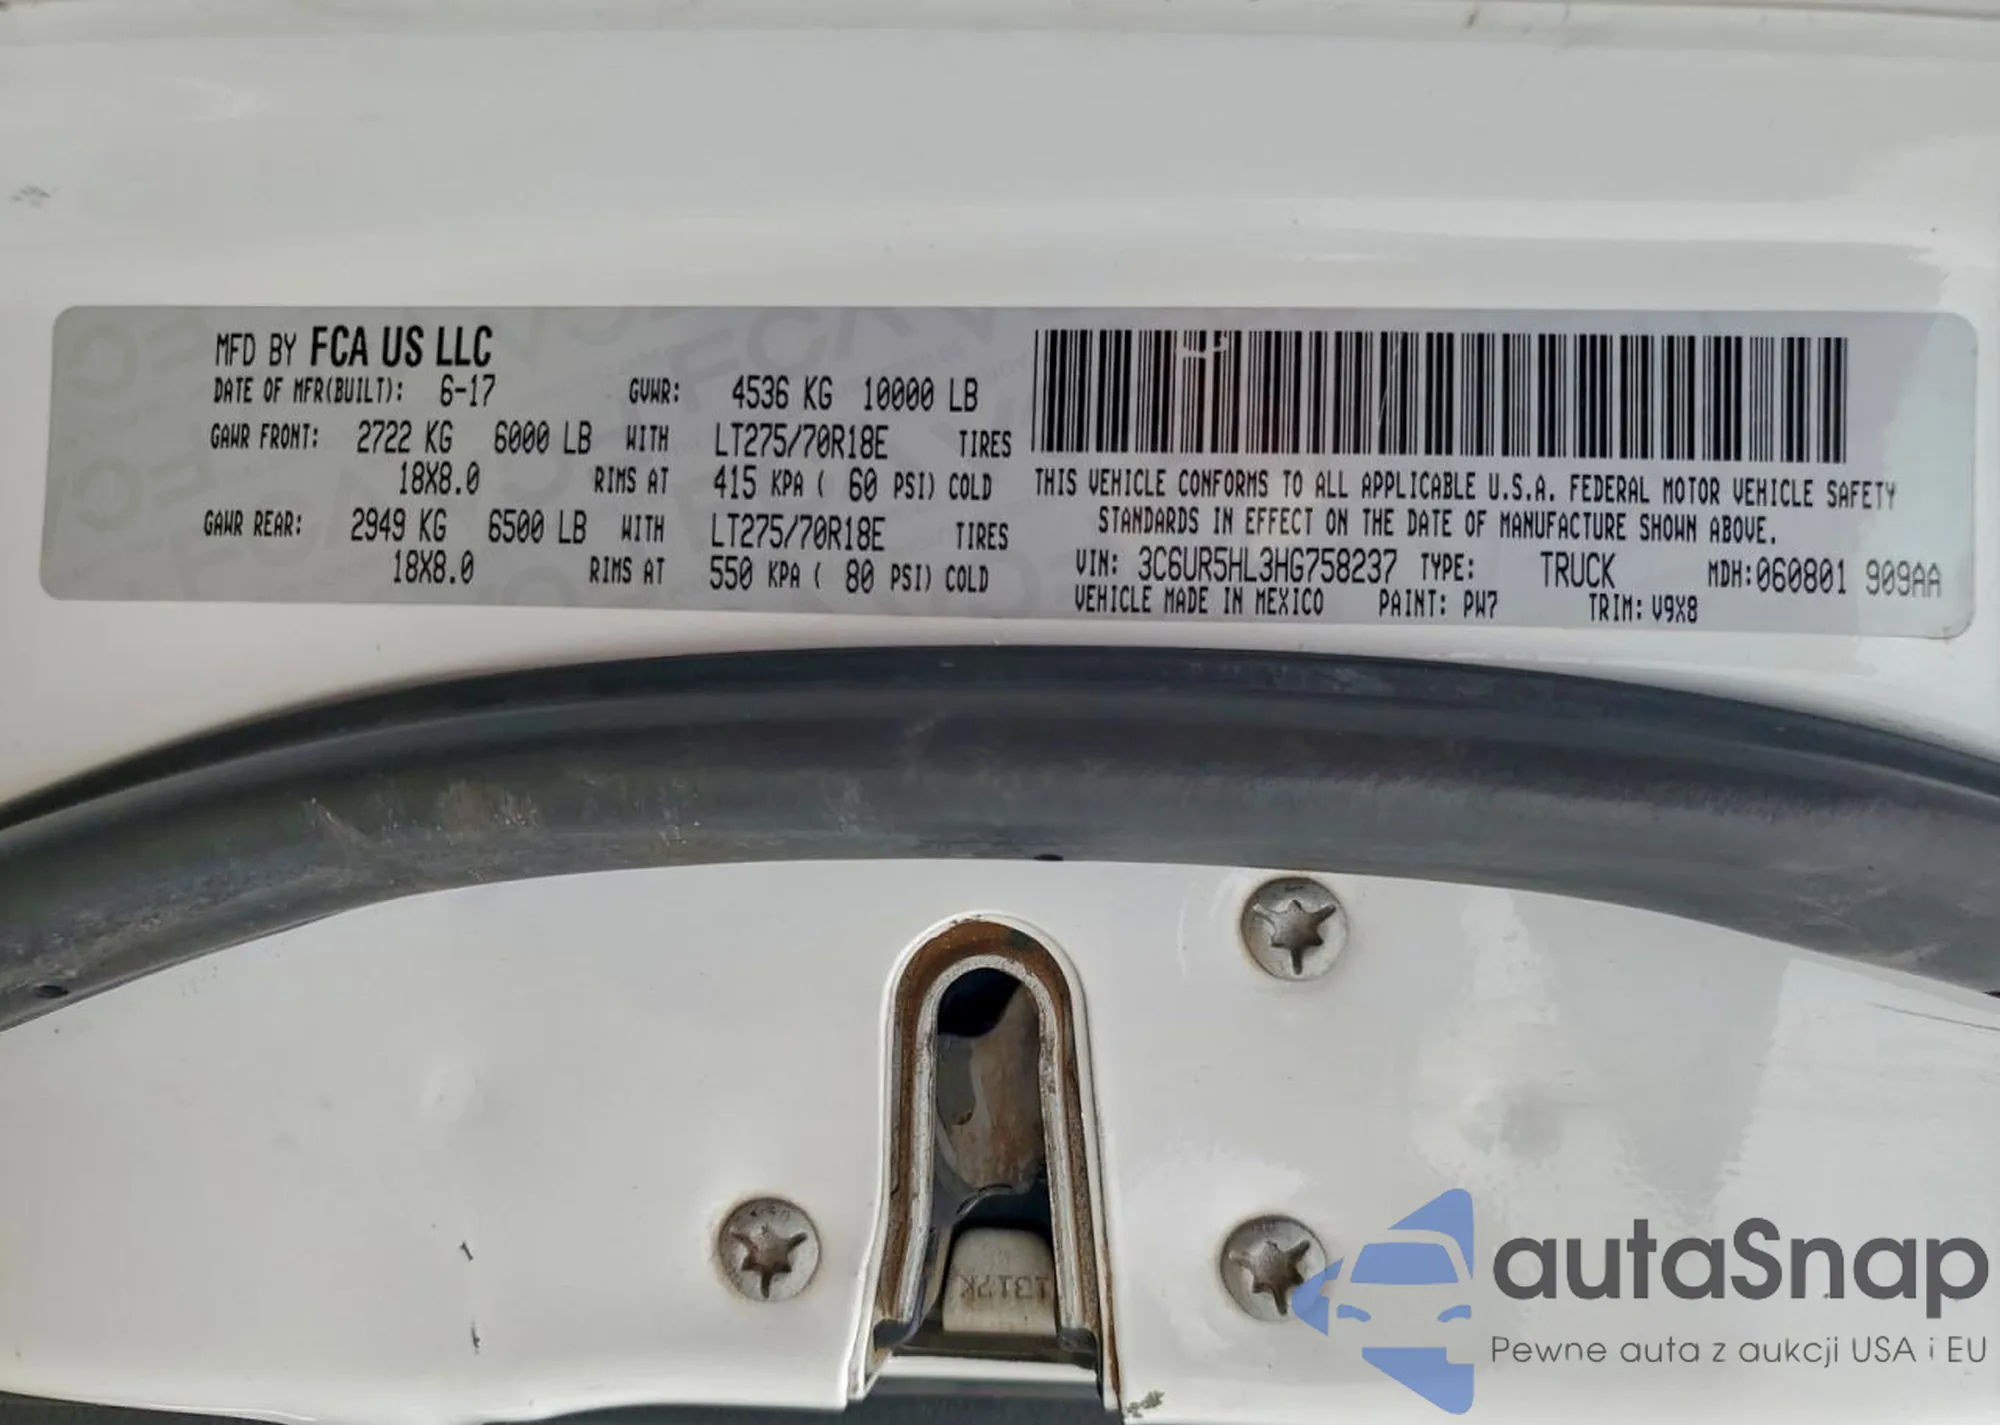 MFD BY FCA US LLC
DATE OF MFR(BUILT): 6-17 GVWR: 4536 KG 10000 LB
GAWR FRONT: 2722 KG 6000 LB WITH LT275/70R18E TIRES
18X8.0 RIMS AT 415 KPA ( 60 PSI) COLD
GAWR REAR: 2949 KG 6500 LB WITH LT275/70R18E TIRES
18X8.0 RIMS AT 550 KPA ( 80 PSI) COLD
THIS VEHICLE CONFORMS TO ALL APPLICABLE U.S.A. FEDERAL MOTOR VEHICLE SAFETY
STANDARDS IN EFFECT ON THE DATE OF MANUFACTURE SHOWN ABOVE.
VIN: 3C6UR5HL3HG758237 TYPE: TRUCK MDH:060801 909AA
VEHICLE MADE IN MEXICO PAINT: PW7 TRIM: V9X8
autaSnap
Pewne auta z aukcji USA i EU